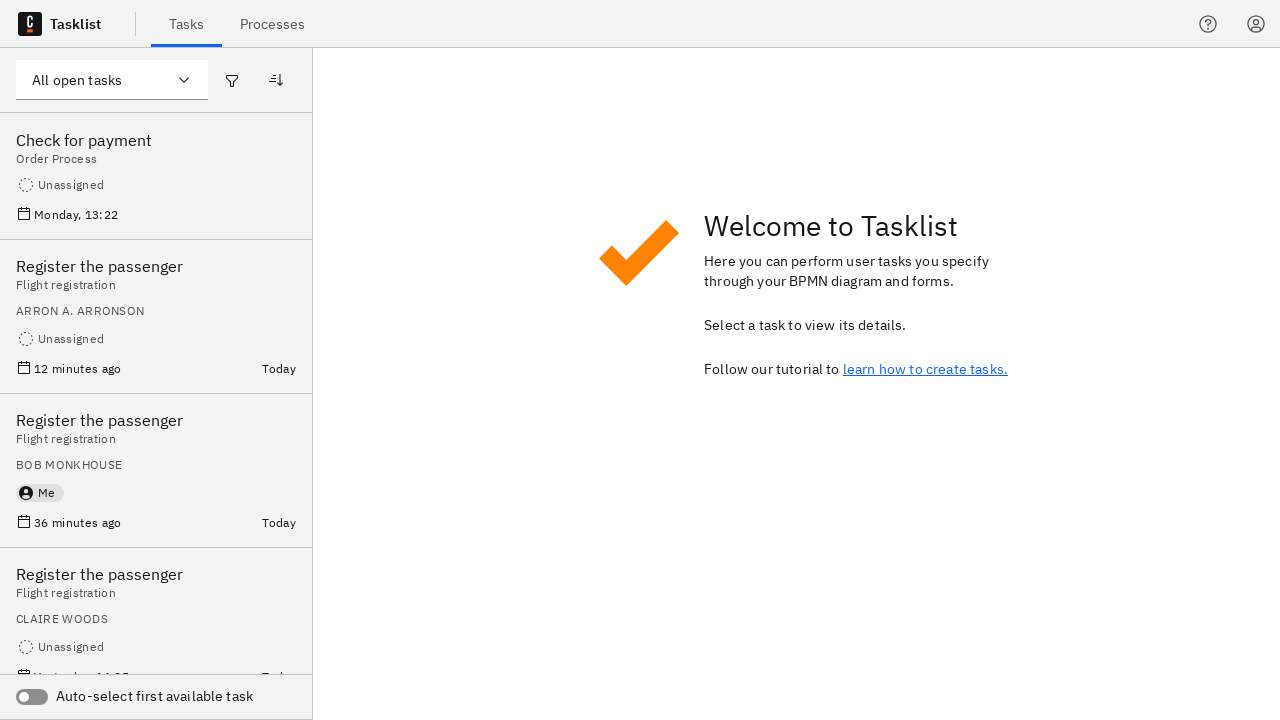 Tasklist
Tasks
Processes
All open tasks
Check for payment
Order Process
Unassigned
Monday, 13:22
Register the passenger
Flight registration
ARRON A. ARRONSON
Unassigned
12 minutes ago Today
Register the passenger
Flight registration
BOB MONKHOUSE
Me
36 minutes ago Today
Register the passenger
Flight registration
CLAIRE WOODS
Unassigned
Auto-select first available task
Welcome to Tasklist
Here you can perform user tasks you specify
through your BPMN diagram and forms.
Select a task to view its details.
Follow our tutorial to learn how to create tasks.